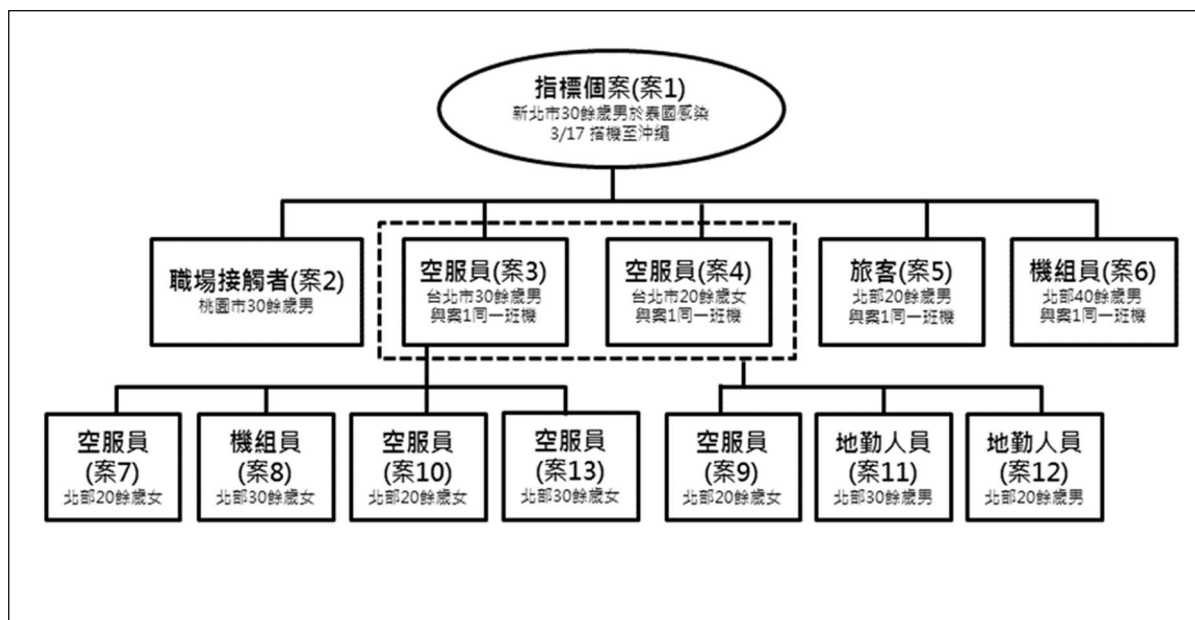 指標個案(案1)
新北市30餘歲男於泰國感染
3/17 搭機至沖繩
職場接觸者(案2)
桃園市30餘歲男
空服員(案3)
台北市30餘歲男
與案1同一班機
空服員(案4)
台北市20餘歲女
與案1同一班機
旅客(案5)
北部20餘歲男
與案1同一班機
機組員(案6)
北部40餘歲男
與案1同一班機
空服員
(案7)
北部20餘歲女
機組員
(案8)
北部30餘歲女
空服員
(案10)
北部20餘歲女
空服員
(案13)
北部30餘歲女
空服員
(案9)
北部20餘歲女
地勤人員
(案11)
北部30餘歲男
地勤人員
(案12)
北部20餘歲男